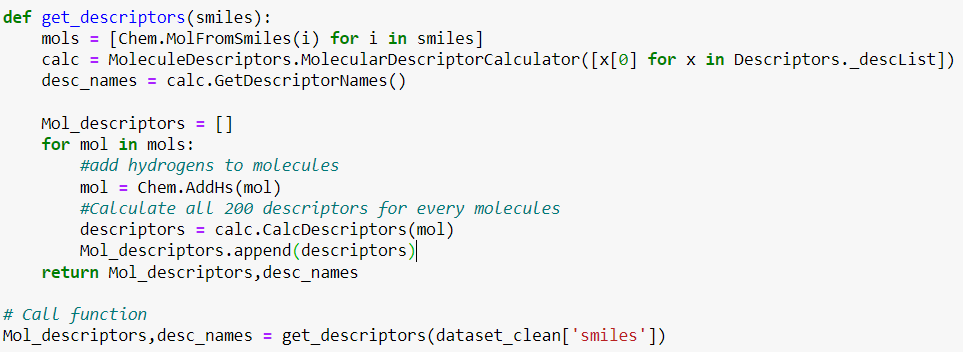 def get_descriptors(smiles):
    mols = [Chem.MolFromSmiles(i) for i in smiles]
    calc = MoleculeDescriptors.MolecularDescriptorCalculator([x[0] for x in Descriptors._descList])
    desc_names = calc.GetDescriptorNames()

    Mol_descriptors = []
    for mol in mols:
        #add hydrogens to molecules
        mol = Chem.AddHs(mol)
        #Calculate all 200 descriptors for every molecules
        descriptors = calc.CalcDescriptors(mol)
        Mol_descriptors.append(descriptors)
    return Mol_descriptors,desc_names

# Call function
Mol_descriptors,desc_names = get_descriptors(dataset_clean['smiles'])